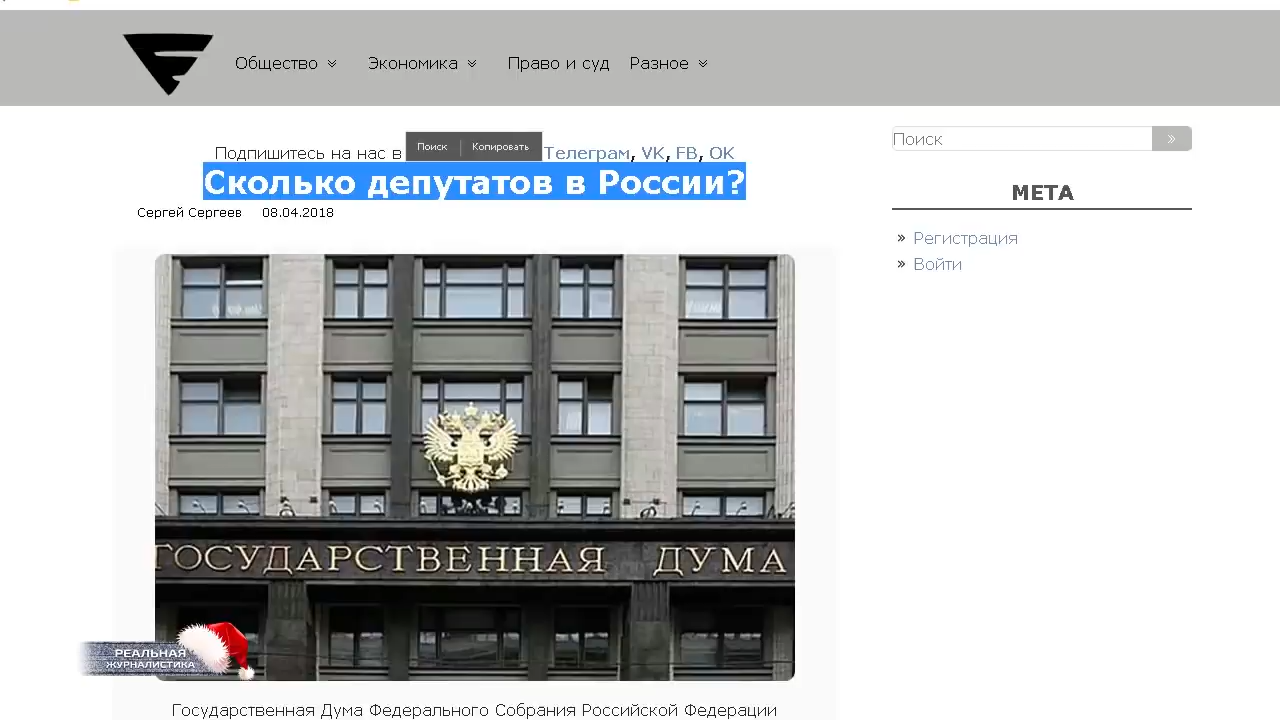 Общество Экономика Право и суд Разное
Поиск Копировать
Подпишитесь на нас в Телеграм, VK, FB, OK
Сколько депутатов в России?
Сергей Сергеев 08.04.2018
Поиск »
МЕТА
» Регистрация
» Войти
ГОСУДАРСТВЕННАЯ ДУМА
РЕАЛЬНАЯ
ЖУРНАЛИСТИКА
Государственная Дума Федерального Собрания Российской Федерации